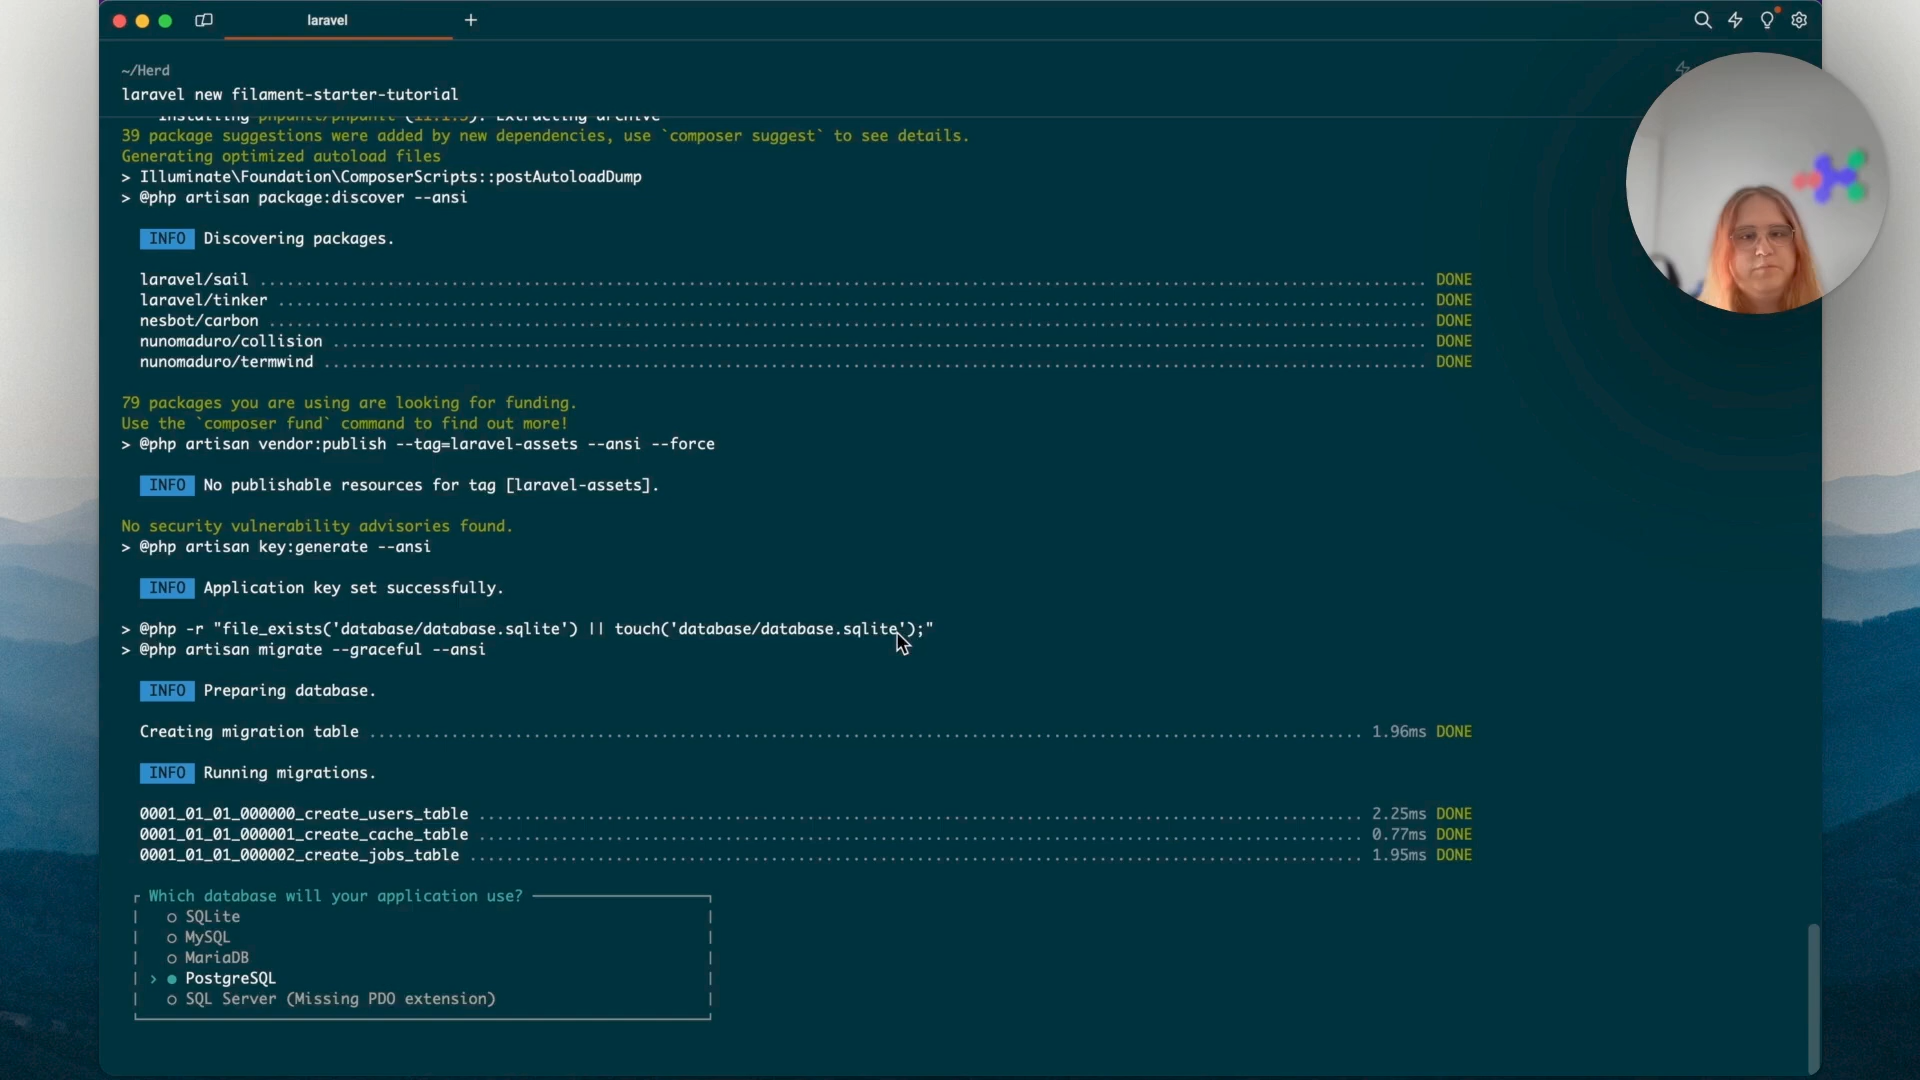 laravel
~/Herd
laravel new filament-starter-tutorial
Installing phpunit/phpunit (11.1.3): Extracting archive
39 package suggestions were added by new dependencies, use `composer suggest` to see details.
Generating optimized autoload files
> Illuminate\Foundation\ComposerScripts::postAutoloadDump
> @php artisan package:discover --ansi
INFO Discovering packages.
laravel/sail ........ DONE
laravel/tinker ........ DONE
nesbot/carbon ........ DONE
nunomaduro/collision ........ DONE
nunomaduro/termwind ........ DONE
79 packages you are using are looking for funding.
Use the `composer fund` command to find out more!
> @php artisan vendor:publish --tag=laravel-assets --ansi --force
INFO No publishable resources for tag [laravel-assets].
No security vulnerability advisories found.
> @php artisan key:generate --ansi
INFO Application key set successfully.
> @php -r "file_exists('database/database.sqlite') || touch('database/database.sqlite');"
> @php artisan migrate --graceful --ansi
INFO Preparing database.
Creating migration table ........ 1.96ms DONE
INFO Running migrations.
0001_01_01_000000_create_users_table ........ 2.25ms DONE
0001_01_01_000001_create_cache_table ........ 0.77ms DONE
0001_01_01_000002_create_jobs_table ........ 1.95ms DONE
Which database will your application use?
○ SQLite
○ MySQL
○ MariaDB
› ● PostgreSQL
○ SQL Server (Missing PDO extension)